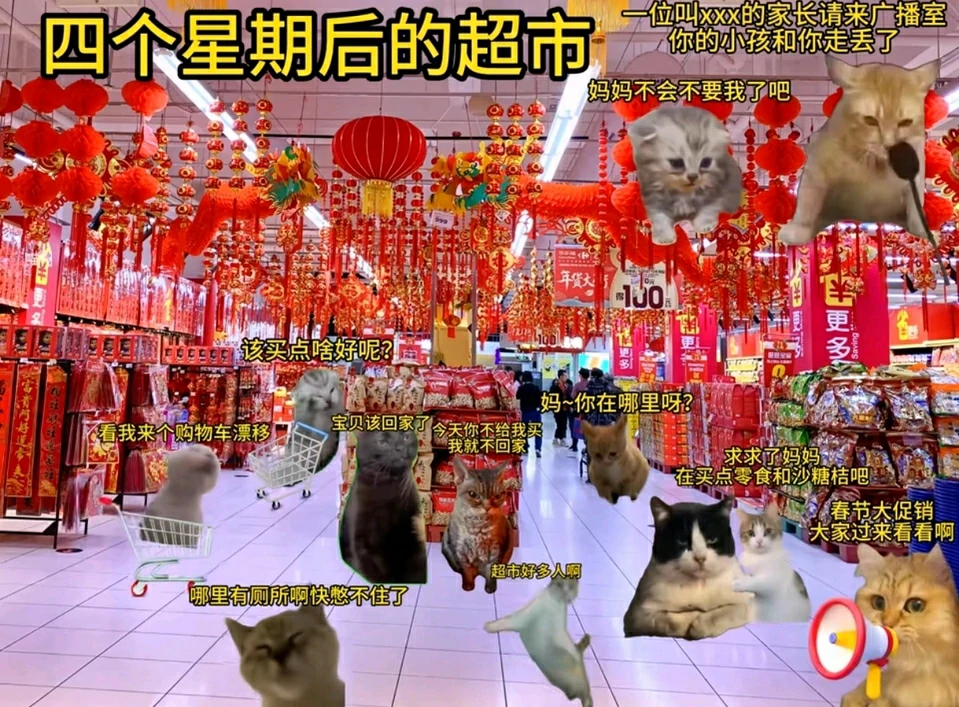 四个星期后的超市
一位叫xxx的家长请来广播室
你的小孩和你走丢了
妈妈不会不要我了吧
年货
100
更
多
更
多
该买点啥好呢？
妈~你在哪里呀？
宝贝该回家了
今天你不给我买
我就不回家
看我来个购物车漂移
求求了妈妈
在买点零食和沙糖桔吧
春节大促销
大家过来看看啊
超市好多人啊
哪里有厕所啊快憋不住了